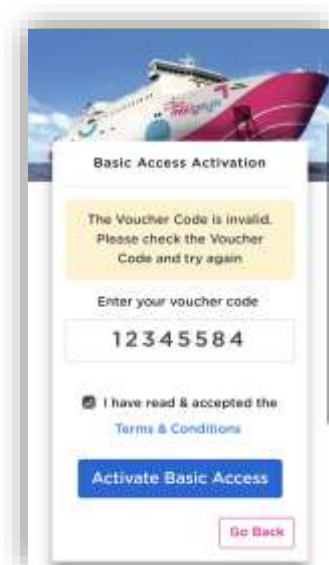 Basic Access Activation
The Voucher Code is invalid.
Please check the Voucher
Code and try again
Enter your voucher code
12345584
I have read & accepted the
Terms & Conditions
Activate Basic Access
Go Back